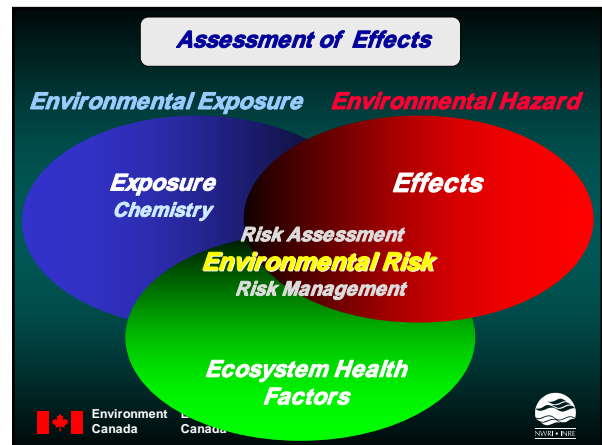 Assessment of Effects
Environmental Exposure
Environmental Hazard
Exposure
Chemistry
Effects
Risk Assessment
Environmental Risk
Risk Management
Ecosystem Health
Factors
Environment
Canada
Canada
NWRI • INRE